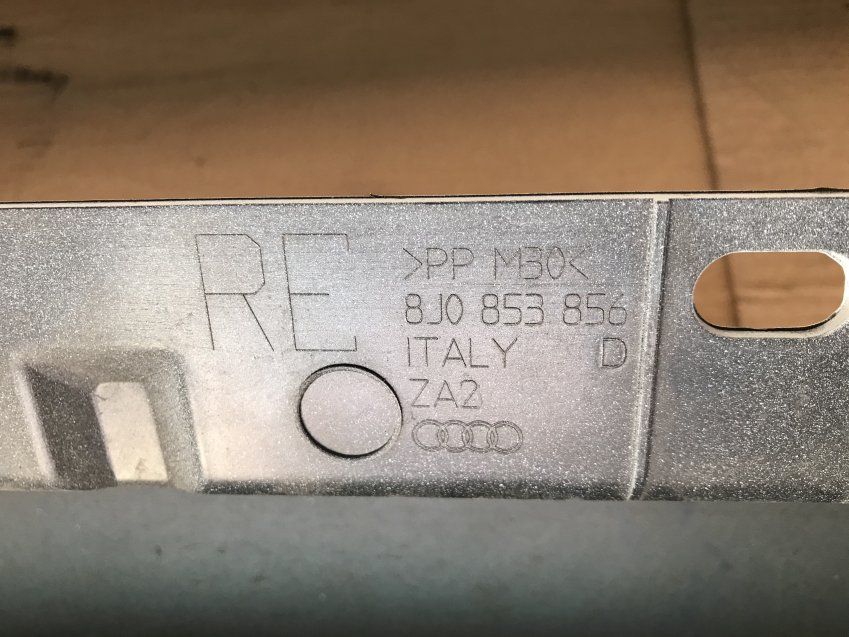 RE
>PP M30<
8J0 853 856
ITALY D
ZA2